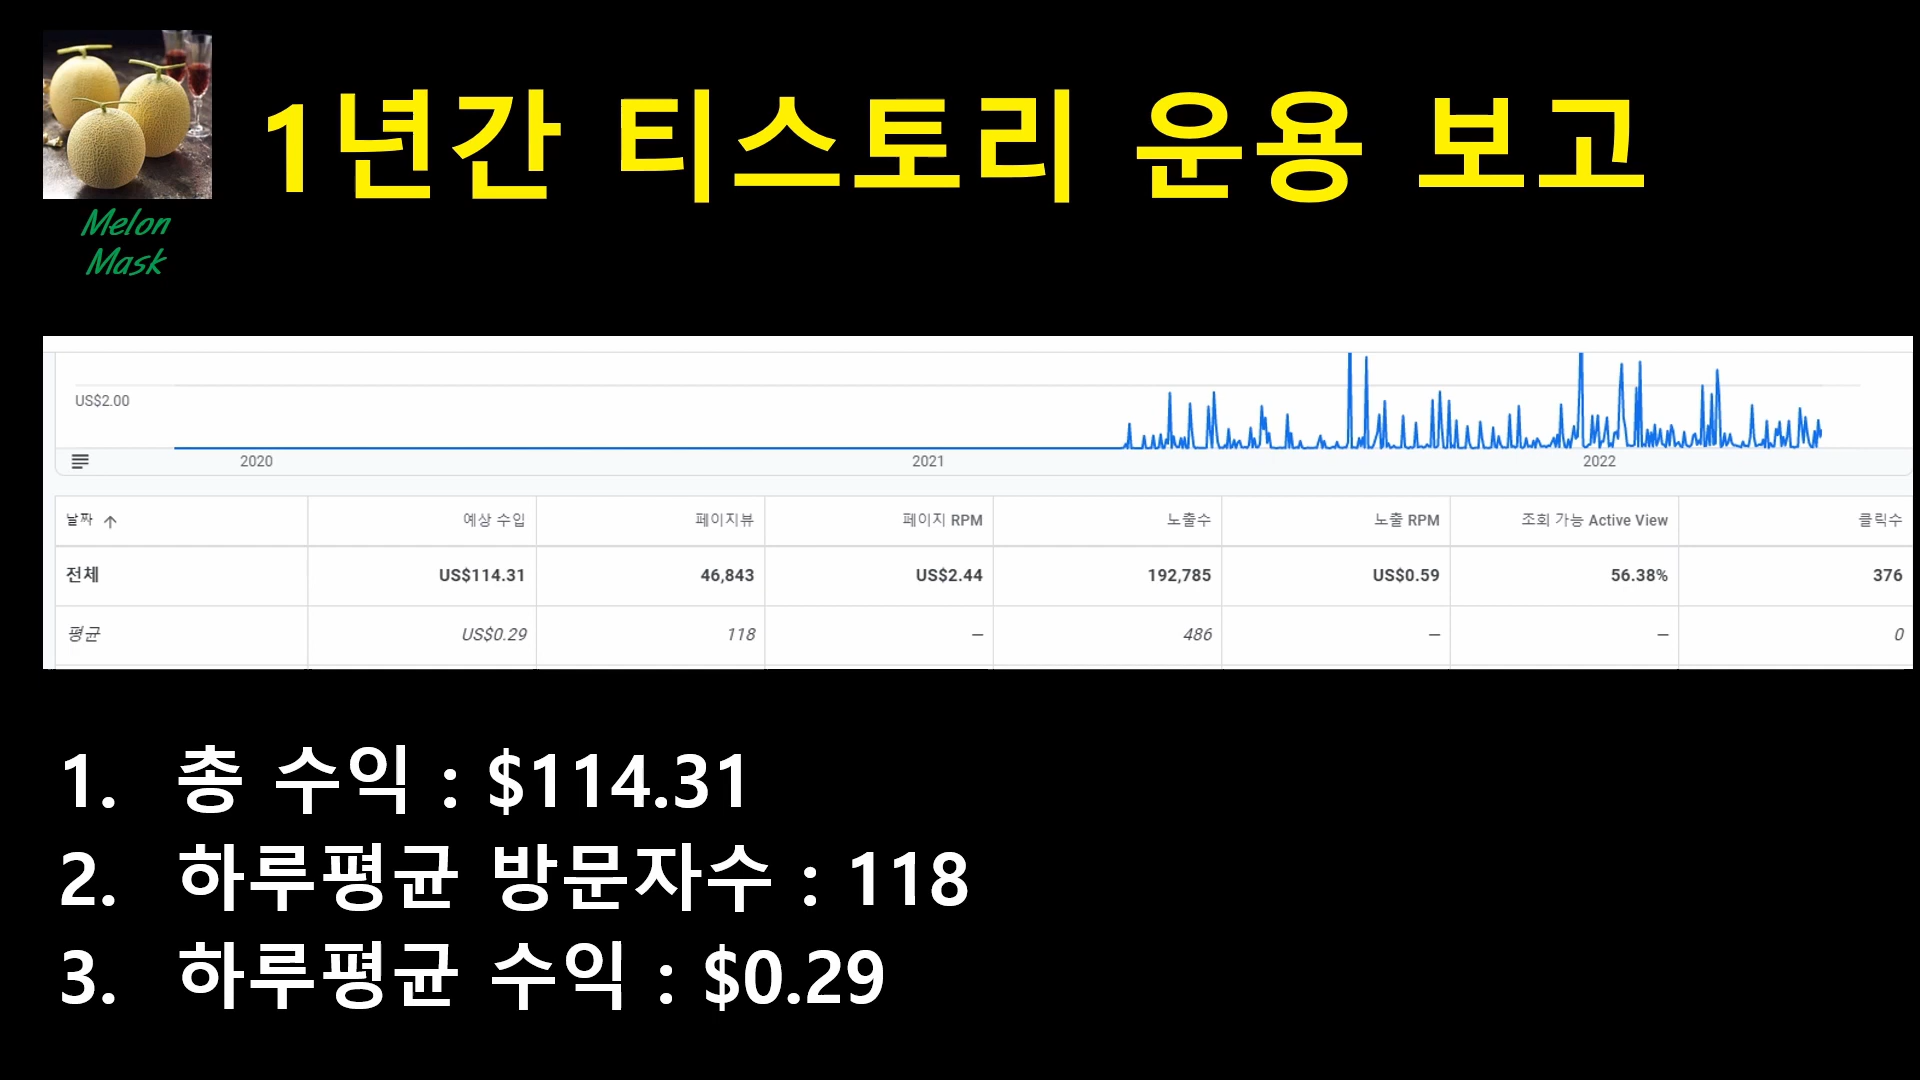 1년간 티스토리 운용 보고
Melon
Mask
US$2.00
2020 2021 2022
날짜 예상 수입 페이지뷰 페이지 RPM 노출수 노출 RPM 조회 가능 Active View 클릭수
전체 US$114.31 46,843 US$2.44 192,785 US$0.59 56.38% 376
평균 US$0.29 118 — 486 — — 0
1. 총 수익 : $114.31
2. 하루평균 방문자수 : 118
3. 하루평균 수익 : $0.29